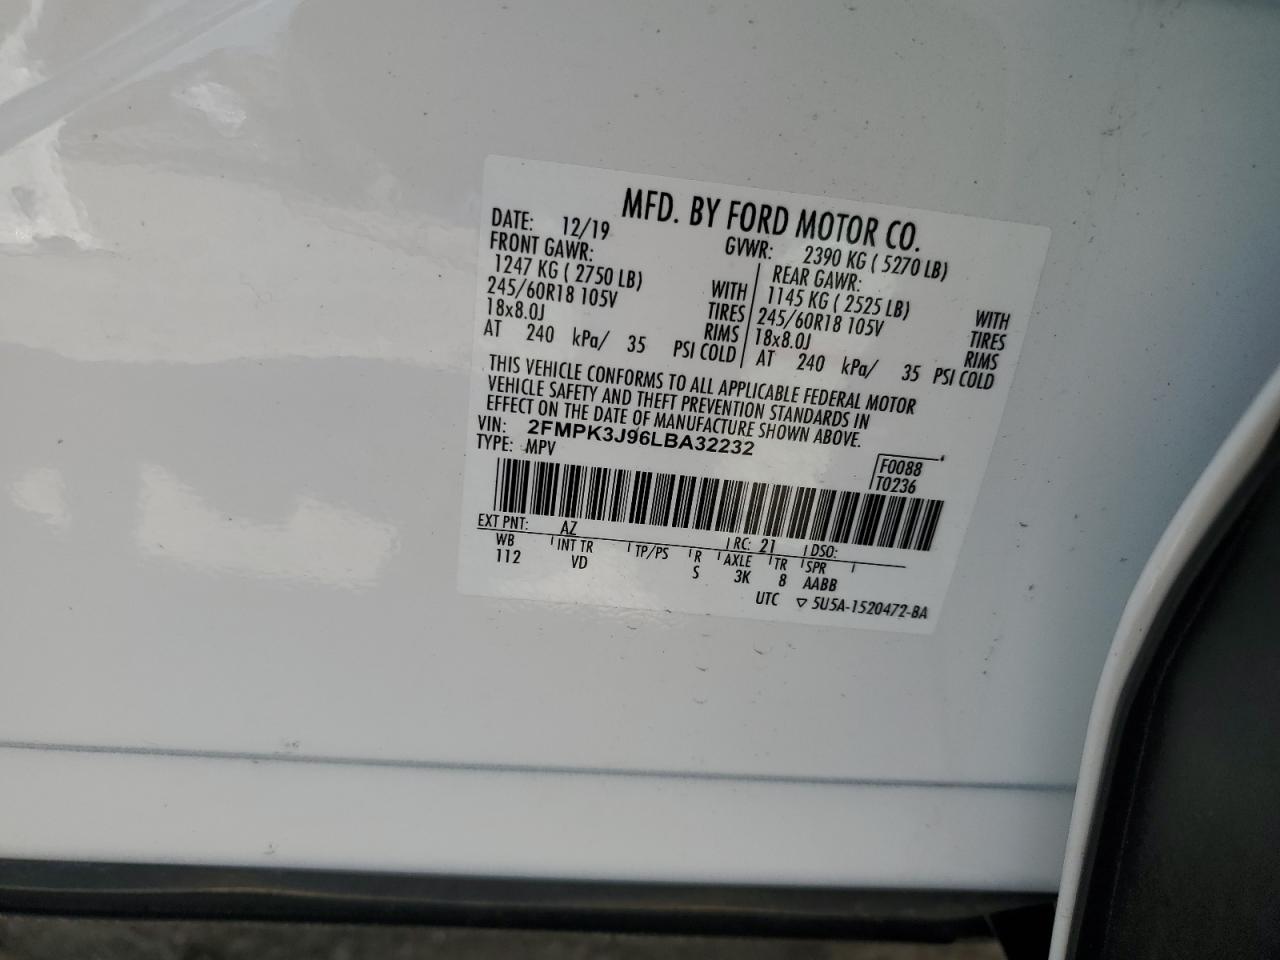 MFD. BY FORD MOTOR CO.
DATE: 12/19 GVWR: 2390 KG ( 5270 LB)
FRONT GAWR: REAR GAWR:
1247 KG ( 2750 LB) WITH 1145 KG ( 2525 LB) WITH
245/60R18 105V TIRES 245/60R18 105V TIRES
18x8.0J RIMS 18x8.0J RIMS
AT 240 kPa/ 35 PSI COLD AT 240 kPa/ 35 PSI COLD
THIS VEHICLE CONFORMS TO ALL APPLICABLE FEDERAL MOTOR
VEHICLE SAFETY AND THEFT PREVENTION STANDARDS IN
EFFECT ON THE DATE OF MANUFACTURE SHOWN ABOVE.
VIN: 2FMPK3J96LBA32232
TYPE: MPV
F0088
T0236
EXT PNT: AZ RC: 21 DSO:
WB INT TR TP/PS R AXLE TR SPR
112 VD S 3K 8 AABB
UTC ▽ 5U5A-1520472-BA